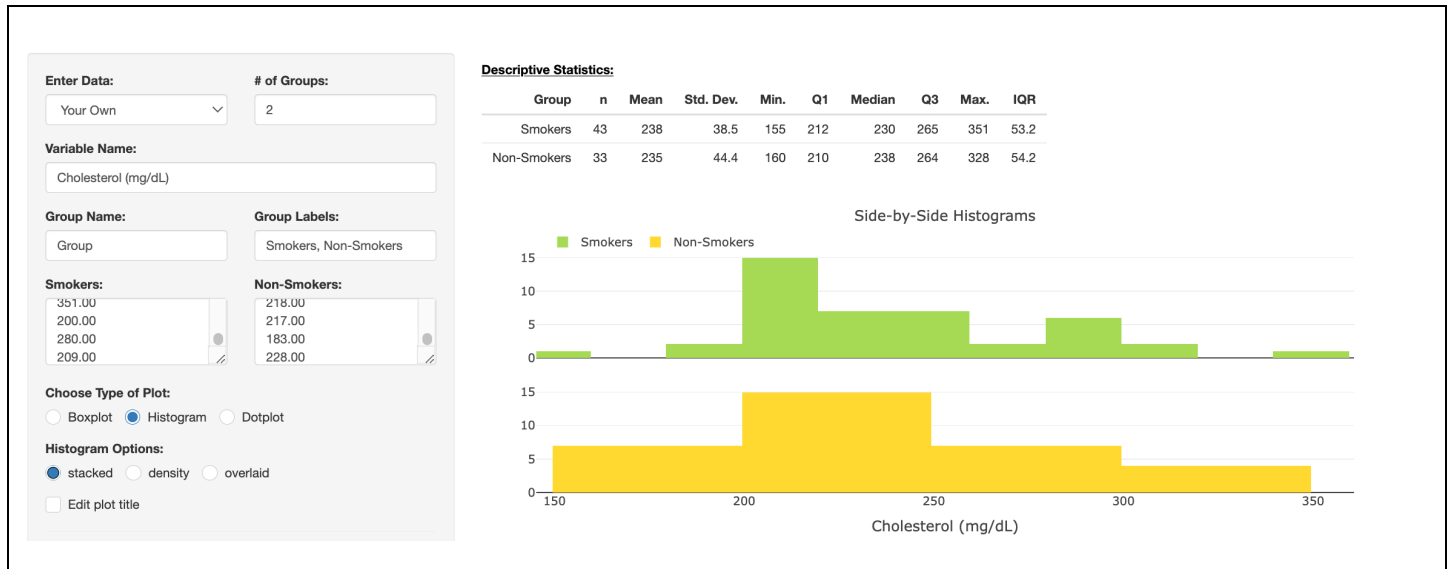 Enter Data:
# of Groups:
Your Own
2
Variable Name:
Cholesterol (mg/dL)
Group Name:
Group Labels:
Group
Smokers, Non-Smokers
Smokers:
Non-Smokers:
351.00
218.00
200.00
217.00
280.00
183.00
209.00
228.00
Choose Type of Plot:
Boxplot Histogram Dotplot
Histogram Options:
stacked density overlaid
Edit plot title
Descriptive Statistics:
Group n Mean Std. Dev. Min. Q1 Median Q3 Max. IQR
Smokers 43 238 38.5 155 212 230 265 351 53.2
Non-Smokers 33 235 44.4 160 210 238 264 328 54.2
Side-by-Side Histograms
Smokers Non-Smokers
15
10
5
0
15
10
5
0
150 200 250 300 350
Cholesterol (mg/dL)